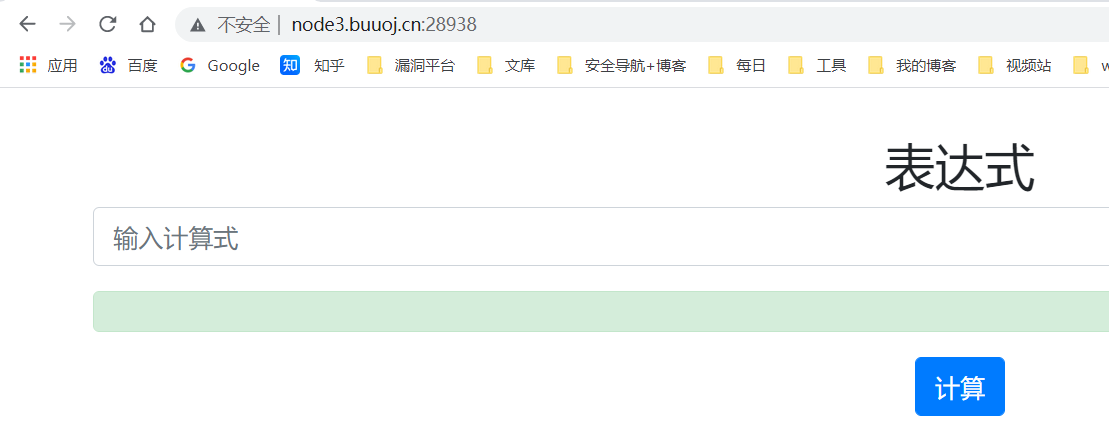 不安全 | node3.buuoj.cn:28938
应用 百度 Google 知 知乎 漏洞平台 文库 安全导航+博客 每日 工具 我的博客 视频站 w
表达式
输入计算式
计算